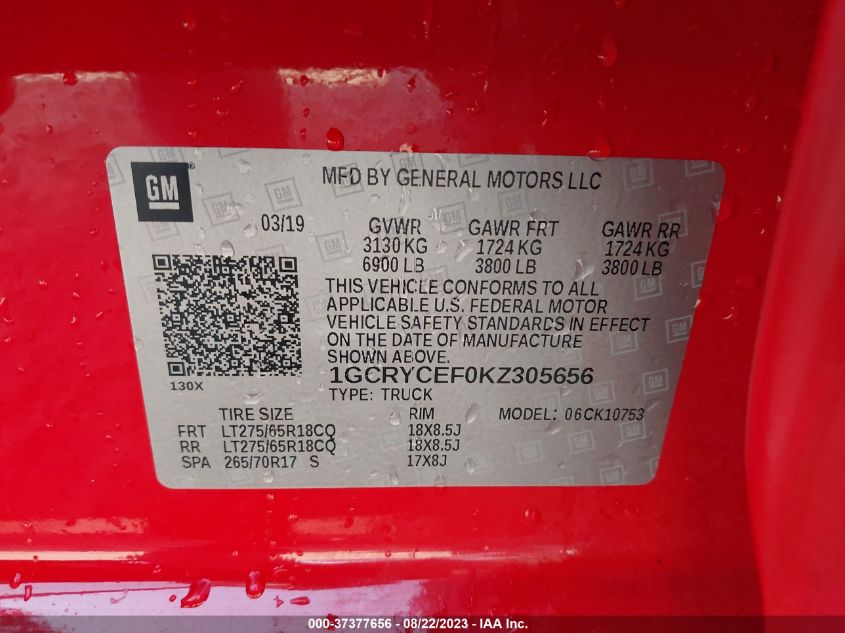 GM
MFD BY GENERAL MOTORS LLC
03/19
GVWR GAWR FRT GAWR RR
3130 KG 1724 KG 1724 KG
6900 LB 3800 LB 3800 LB
THIS VEHICLE CONFORMS TO ALL
APPLICABLE U.S. FEDERAL MOTOR
VEHICLE SAFETY STANDARDS IN EFFECT
ON THE DATE OF MANUFACTURE
SHOWN ABOVE.
130X
1GCRYCEF0KZ305656
TYPE: TRUCK
TIRE SIZE RIM MODEL: 06CK10753
FRT LT275/65R18CQ 18X8.5J
RR LT275/65R18CQ 18X8.5J
SPA 265/70R17 S 17X8J
000-37377656 - 08/22/2023 - IAA Inc.